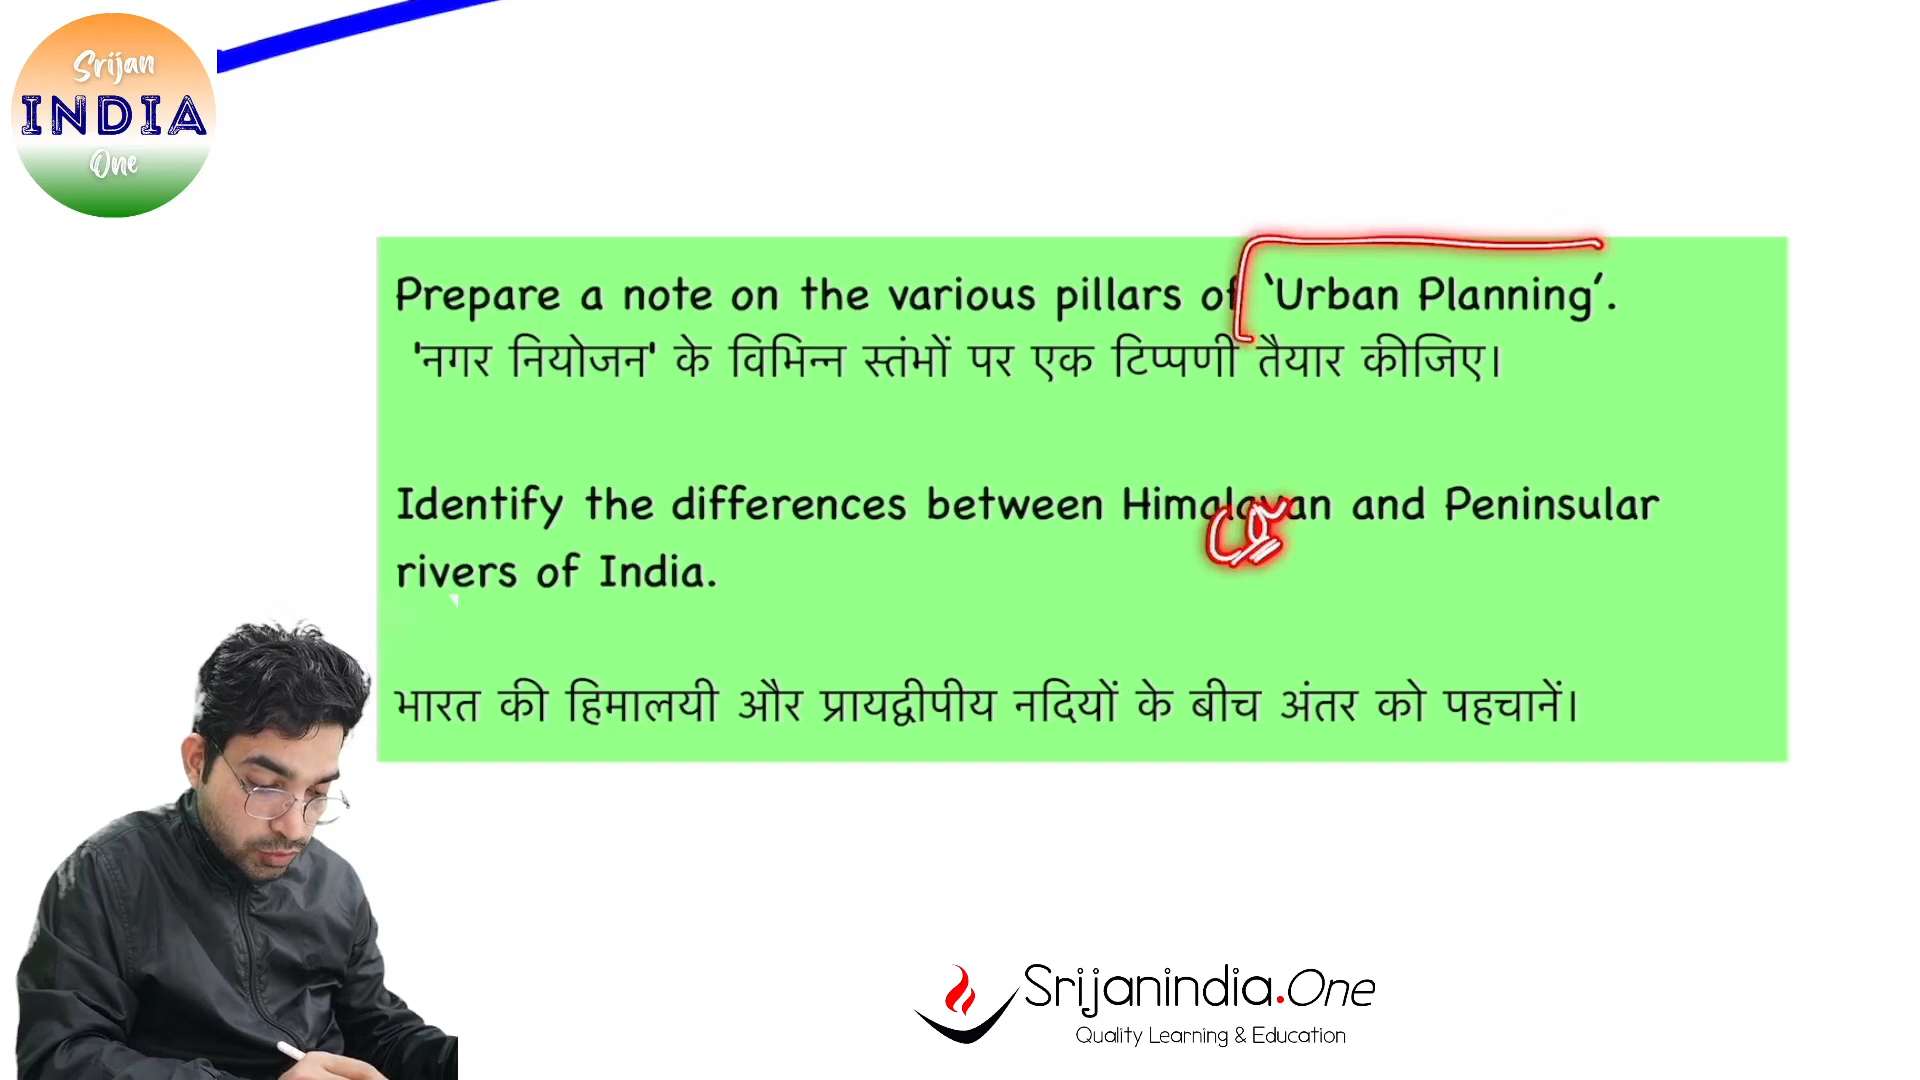 Srijan
INDIA
One
Prepare a note on the various pillars of 'Urban Planning'.
'नगर नियोजन' के विभिन्न स्तंभों पर एक टिप्पणी तैयार कीजिए।
Identify the differences between Himalayan and Peninsular
rivers of India.
भारत की हिमालयी और प्रायद्वीपीय नदियों के बीच अंतर को पहचानें।
Srijanindia.One
Quality Learning & Education